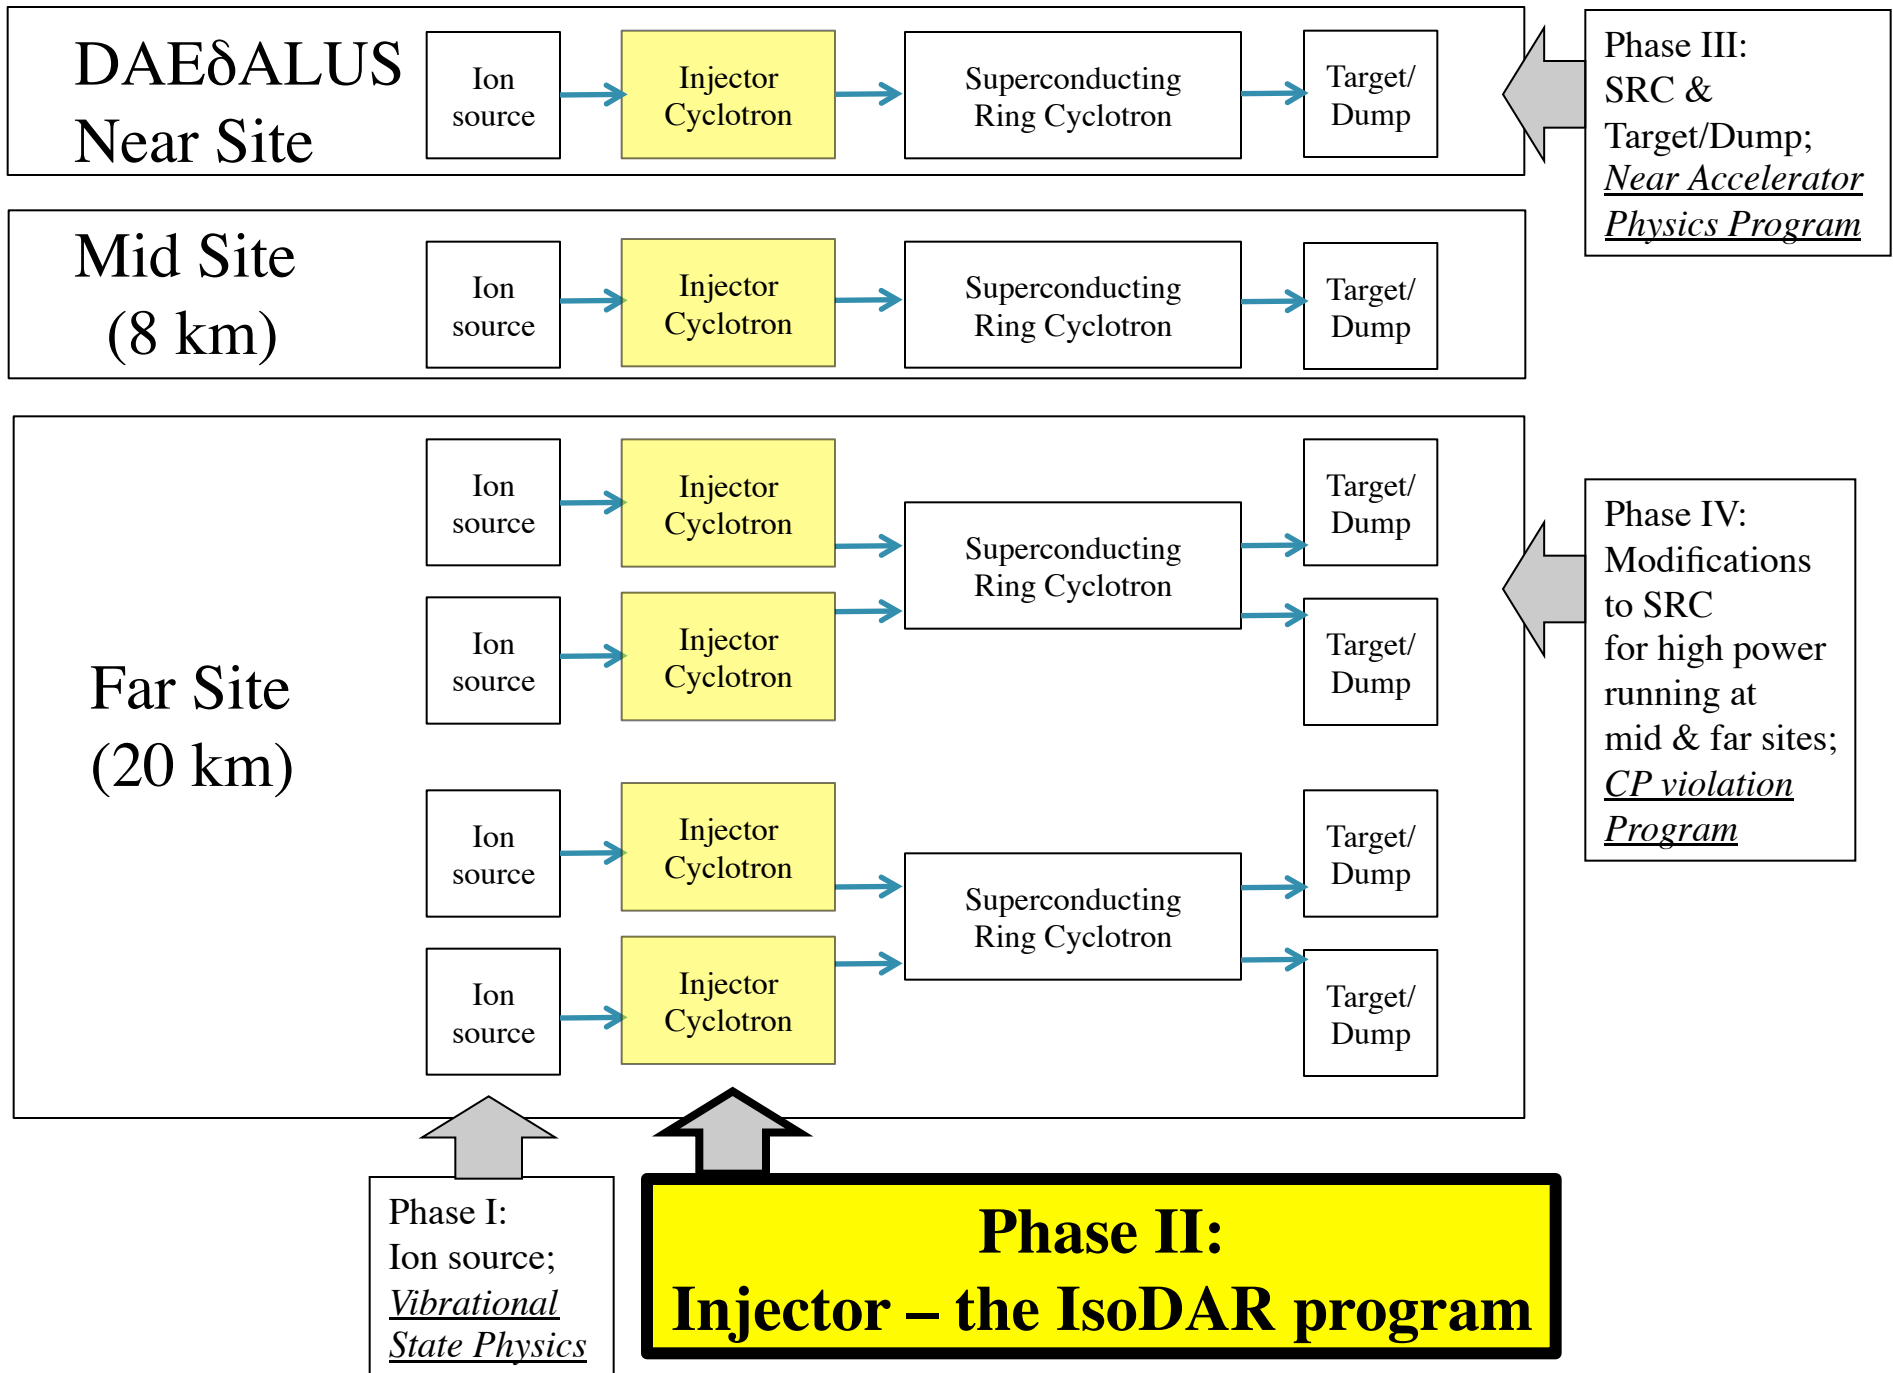 DAEδALUS
Near Site
Ion
source
Injector
Cyclotron
Superconducting
Ring Cyclotron
Target/
Dump
Phase III:
SRC &
Target/Dump;
Near Accelerator
Physics Program
Mid Site
(8 km)
Ion
source
Injector
Cyclotron
Superconducting
Ring Cyclotron
Target/
Dump
Far Site
(20 km)
Ion
source
Injector
Cyclotron
Ion
source
Injector
Cyclotron
Superconducting
Ring Cyclotron
Target/
Dump
Target/
Dump
Ion
source
Injector
Cyclotron
Ion
source
Injector
Cyclotron
Superconducting
Ring Cyclotron
Target/
Dump
Target/
Dump
Phase IV:
Modifications
to SRC
for high power
running at
mid & far sites;
CP violation
Program
Phase I:
Ion source;
Vibrational
State Physics
Phase II:
Injector – the IsoDAR program